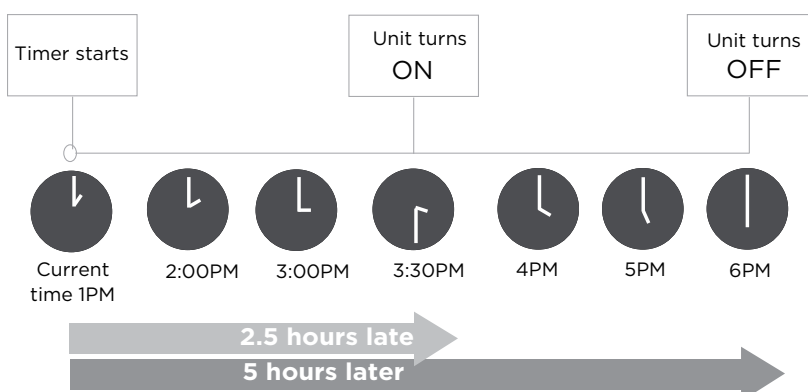 Timer starts
Unit turns
ON
Unit turns
OFF
Current
time 1PM
2:00PM
3:00PM
3:30PM
4PM
5PM
6PM
2.5 hours late
5 hours later